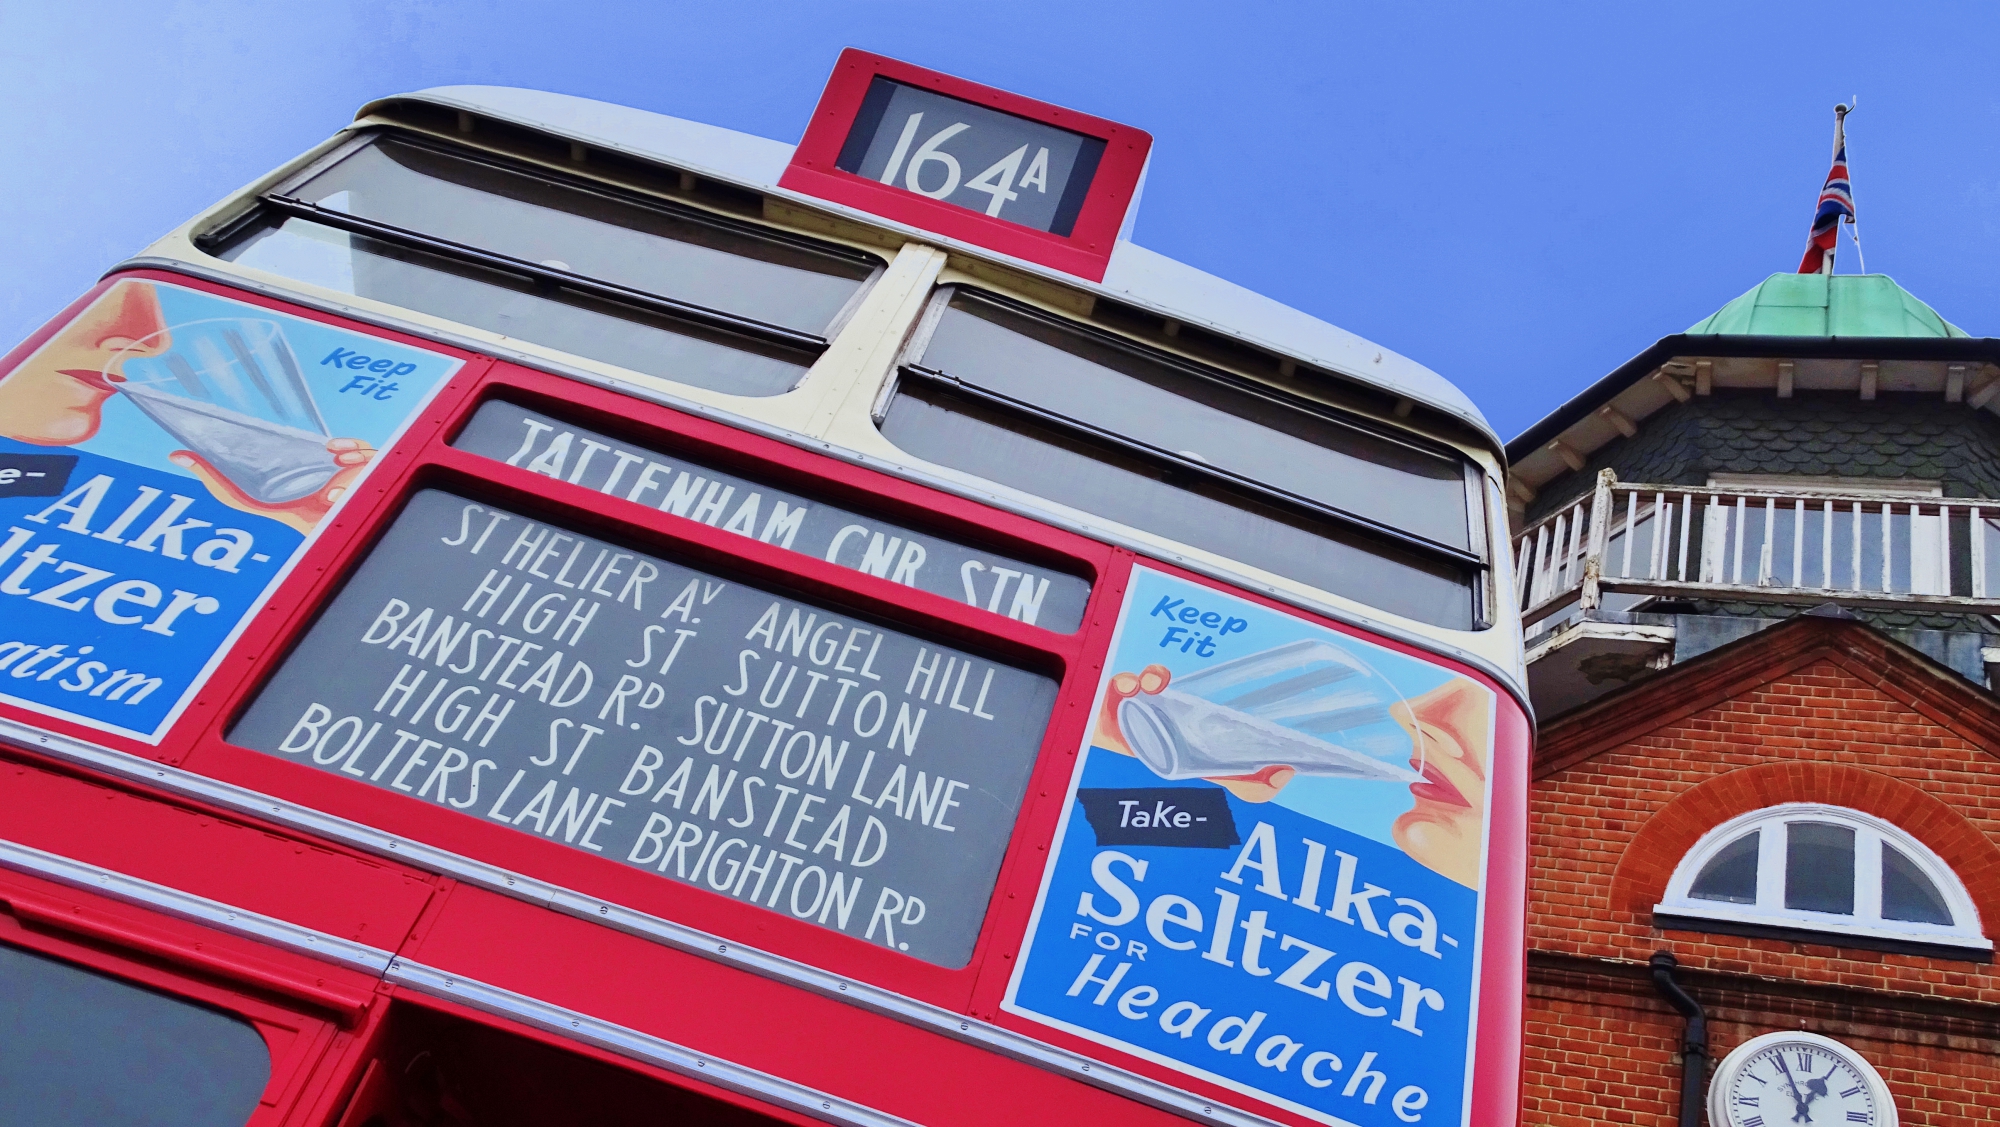 164A
TATTENHAM CNR STN
ST HELIER AV. ANGEL HILL
HIGH ST SUTTON
BANSTEAD RD. SUTTON LANE
HIGH ST BANSTEAD
BOLTERS LANE BRIGHTON RD.
Keep
Fit
e-
Alka-
ltzer
atism
Keep
Fit
Take-
Alka-
Seltzer
FOR
Headache
XII